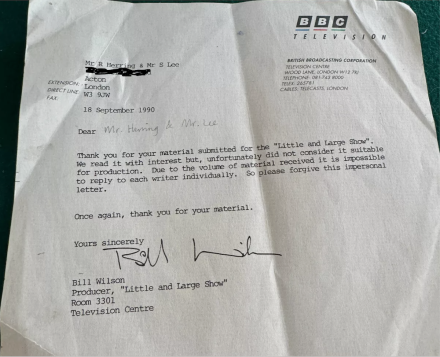 BBC
TELEVISION
BRITISH BROADCASTING CORPORATION
TELEVISION CENTRE
WOOD LANE, LONDON W12 7RJ
TELEPHONE: 081-743 8000
TELEX: 265781
CABLES: TELECASTS, LONDON
Mr R Herring & Mr S Lee
Acton
London
W3 9JW
EXTENSION:
DIRECT LINE:
FAX:
18 September 1990
Dear Mr. Herring & Mr. Lee
Thank you for your material submitted for the "Little and Large Show".
We read it with interest but, unfortunately did not consider it suitable
for production. Due to the volume of material received it is impossible
to reply to each writer individually. So please forgive this impersonal
letter.
Once again, thank you for your material.
Yours sincerely
Bill Wilson
Bill Wilson
Producer, "Little and Large Show"
Room 3301
Television Centre